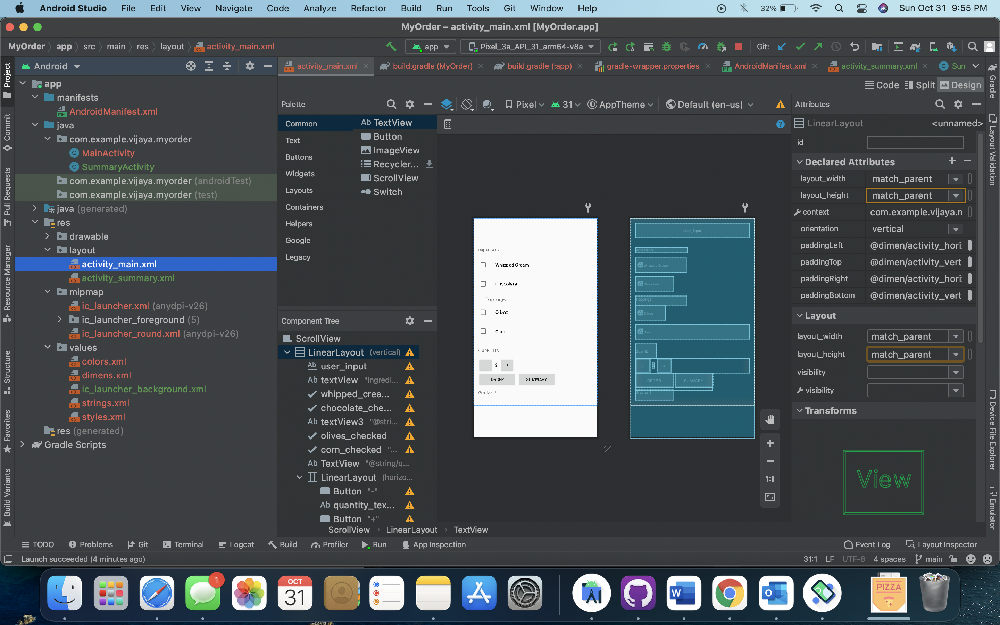 Android Studio File Edit View Navigate Code Analyze Refactor Build Run Tools Git Window Help 32% Sun Oct 31 9:55 PM
MyOrder – activity_main.xml [MyOrder.app]
MyOrder app src main res layout activity_main.xml app Pixel_3a_API_31_arm64-v8a Git:
Android
activity_main.xml build.gradle (MyOrder) build.gradle (:app) gradle-wrapper.properties AndroidManifest.xml activity_summary.xml Sum
Code Split Design
Project
Commit
Pull Requests
Resource Manager
Structure
Favorites
Build Variants
app
manifests
AndroidManifest.xml
java
com.example.vijaya.myorder
MainActivity
SummaryActivity
com.example.vijaya.myorder (androidTest)
com.example.vijaya.myorder (test)
java (generated)
res
drawable
layout
activity_main.xml
activity_summary.xml
mipmap
ic_launcher.xml (anydpi-v26)
ic_launcher_foreground (5)
ic_launcher_round.xml (anydpi-v26)
values
colors.xml
dimens.xml
ic_launcher_background.xml
strings.xml
styles.xml
res (generated)
Gradle Scripts
Palette
Common
Text
Buttons
Widgets
Layouts
Containers
Helpers
Google
Legacy
Ab TextView
Button
ImageView
Recycler...
ScrollView
Switch
Component Tree
ScrollView
LinearLayout (vertical)
Ab user_input
Ab textView "Ingredi...
whipped_crea...
chocolate_che...
Ab textView3 "@stri...
olives_checked
corn_checked "...
Ab TextView "@string/q...
LinearLayout (horizo...
Button "-"
Ab quantity_tex...
Button "+"
Pixel 31 AppTheme Default (en-us)
Ingredients
Whipped Cream
Chocolate
Toppings
Olives
Corn
QUANTITY
2 +
ORDER SUMMARY
Gracias !!
user_input
Ingredients
Whipped Cream
Chocolate
Toppings
Olives
Corn
Quantity
- +
ORDER SUMMARY
Gracias !!
1:1
Attributes
LinearLayout <unnamed>
id
Declared Attributes
layout_width match_parent
layout_height match_parent
context com.example.vijaya.m
orientation vertical
paddingLeft @dimen/activity_hori
paddingTop @dimen/activity_vert
paddingRight @dimen/activity_hori
paddingBottom @dimen/activity_vert
Layout
layout_width match_parent
layout_height match_parent
visibility
visibility
Transforms
View
Gradle
Layout Validation
Device File Explorer
Emulator
ScrollView LinearLayout TextView
TODO Problems Git Terminal Logcat Build Profiler Run App Inspection Event Log Layout Inspector
Launch succeeded (4 minutes ago) 31:1 LF UTF-8 4 spaces main
1
OCT
31
W
O
PIZZA